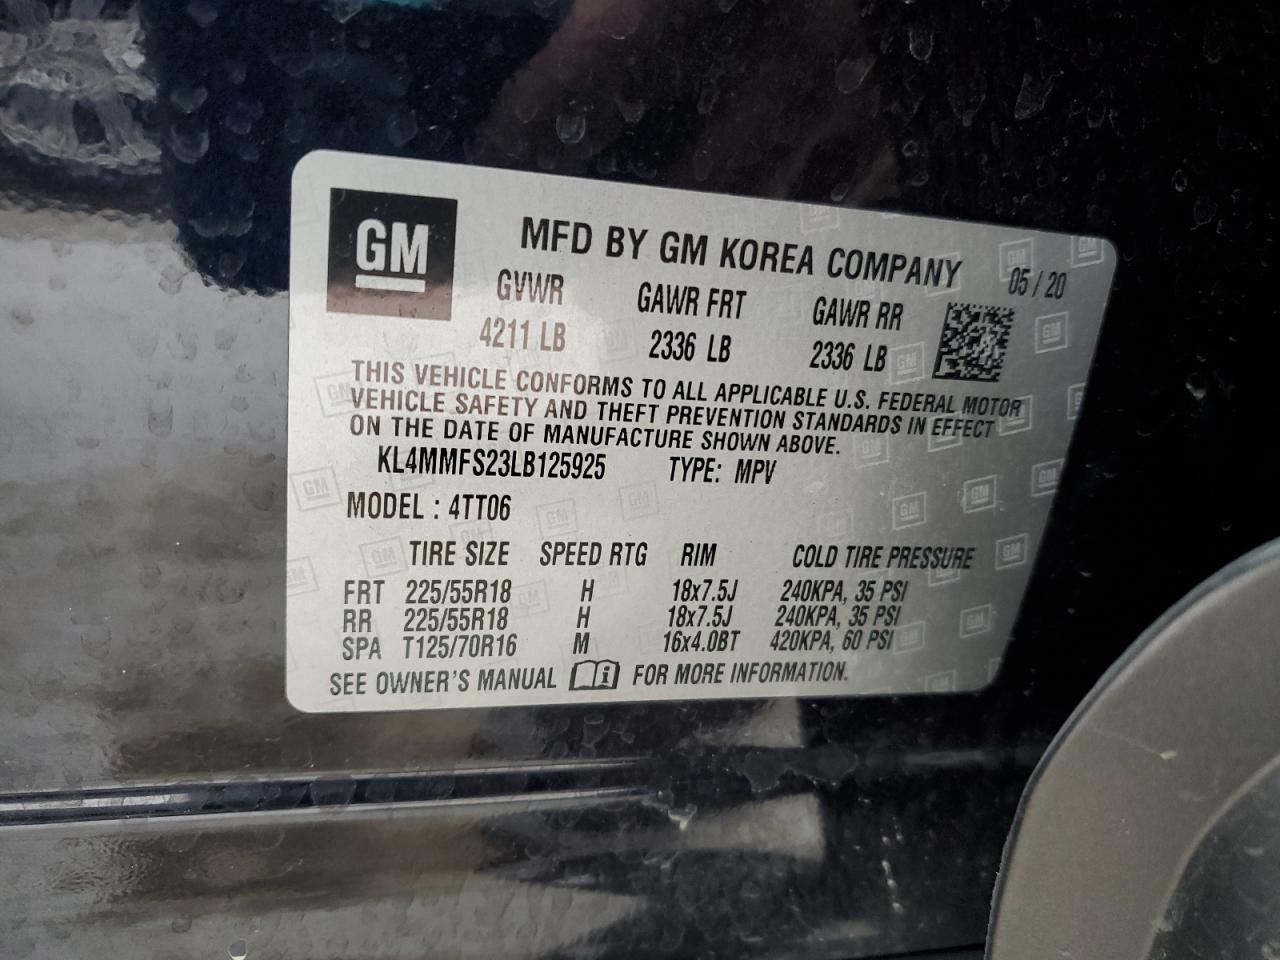 GM
MFD BY GM KOREA COMPANY 05 / 20
GVWR GAWR FRT GAWR RR
4211 LB 2336 LB 2336 LB
THIS VEHICLE CONFORMS TO ALL APPLICABLE U.S. FEDERAL MOTOR
VEHICLE SAFETY AND THEFT PREVENTION STANDARDS IN EFFECT
ON THE DATE OF MANUFACTURE SHOWN ABOVE.
KL4MMFS23LB125925 TYPE: MPV
MODEL : 4TT06
TIRE SIZE SPEED RTG RIM COLD TIRE PRESSURE
FRT 225/55R18 H 18x7.5J 240KPA, 35 PSI
RR 225/55R18 H 18x7.5J 240KPA, 35 PSI
SPA T125/70R16 M 16x4.0BT 420KPA, 60 PSI
SEE OWNER'S MANUAL FOR MORE INFORMATION.